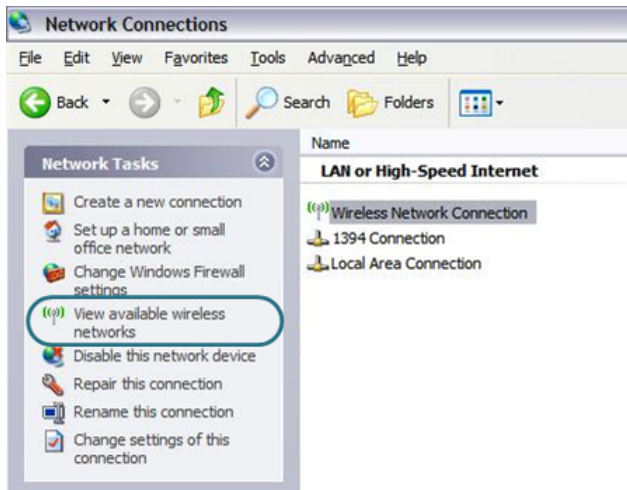 Network Connections
File Edit View Favorites Tools Advanced Help
Back Search Folders
Name
Network Tasks
LAN or High-Speed Internet
Create a new connection
Set up a home or small
office network
Change Windows Firewall
settings
View available wireless
networks
Disable this network device
Repair this connection
Rename this connection
Change settings of this
connection
Wireless Network Connection
1394 Connection
Local Area Connection